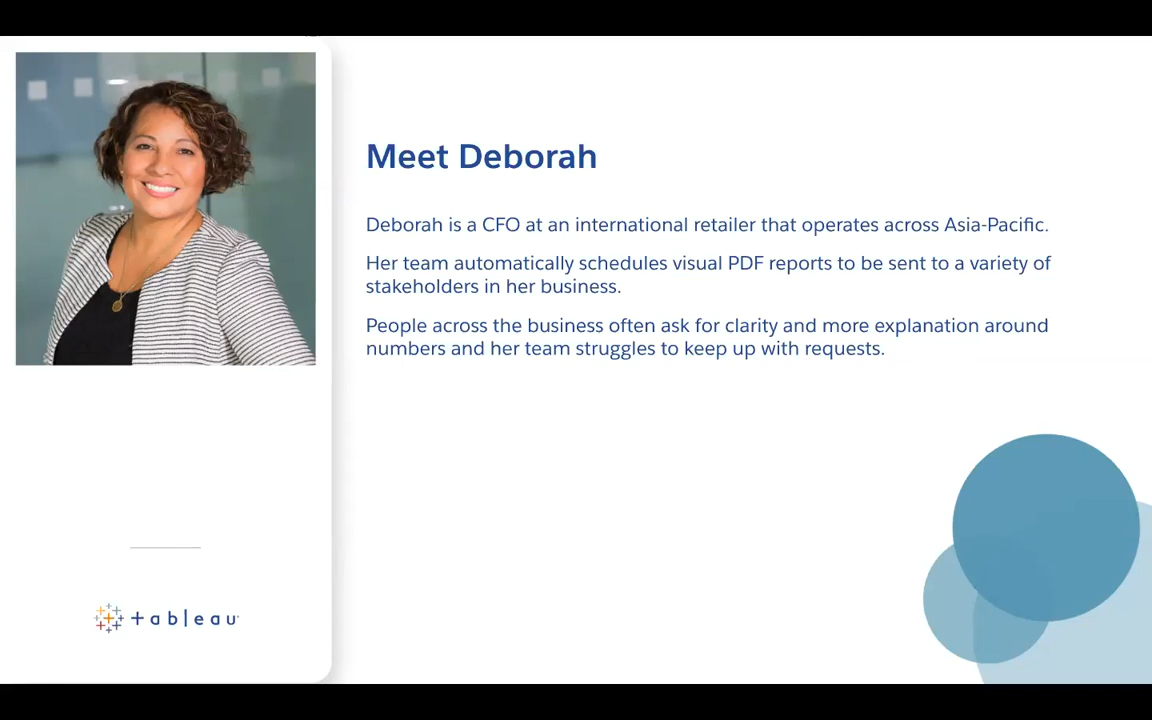 Meet Deborah
Deborah is a CFO at an international retailer that operates across Asia-Pacific.
Her team automatically schedules visual PDF reports to be sent to a variety of
stakeholders in her business.
People across the business often ask for clarity and more explanation around
numbers and her team struggles to keep up with requests.
+ableau